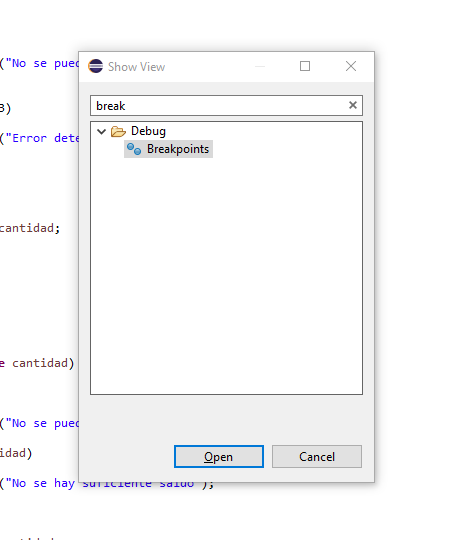 ("No se pued
Show View
break
3)
Debug
("Error dete
Breakpoints
cantidad;
e cantidad)
("No se pued
idad)
Open
Cancel
("No se hay suficiente saldo");